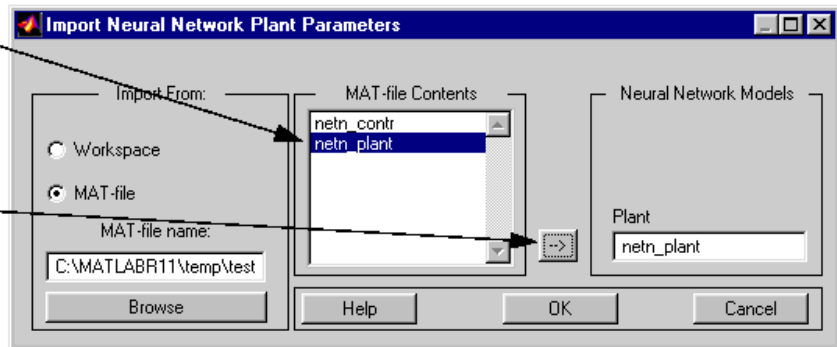 Import Neural Network Plant Parameters
Import From:
Workspace
MAT-file
MAT-file name:
C:\MATLABR11\temp\test
Browse
MAT-file Contents
netn_contr
netn_plant
-->
Neural Network Models
Plant
netn_plant
Help
OK
Cancel